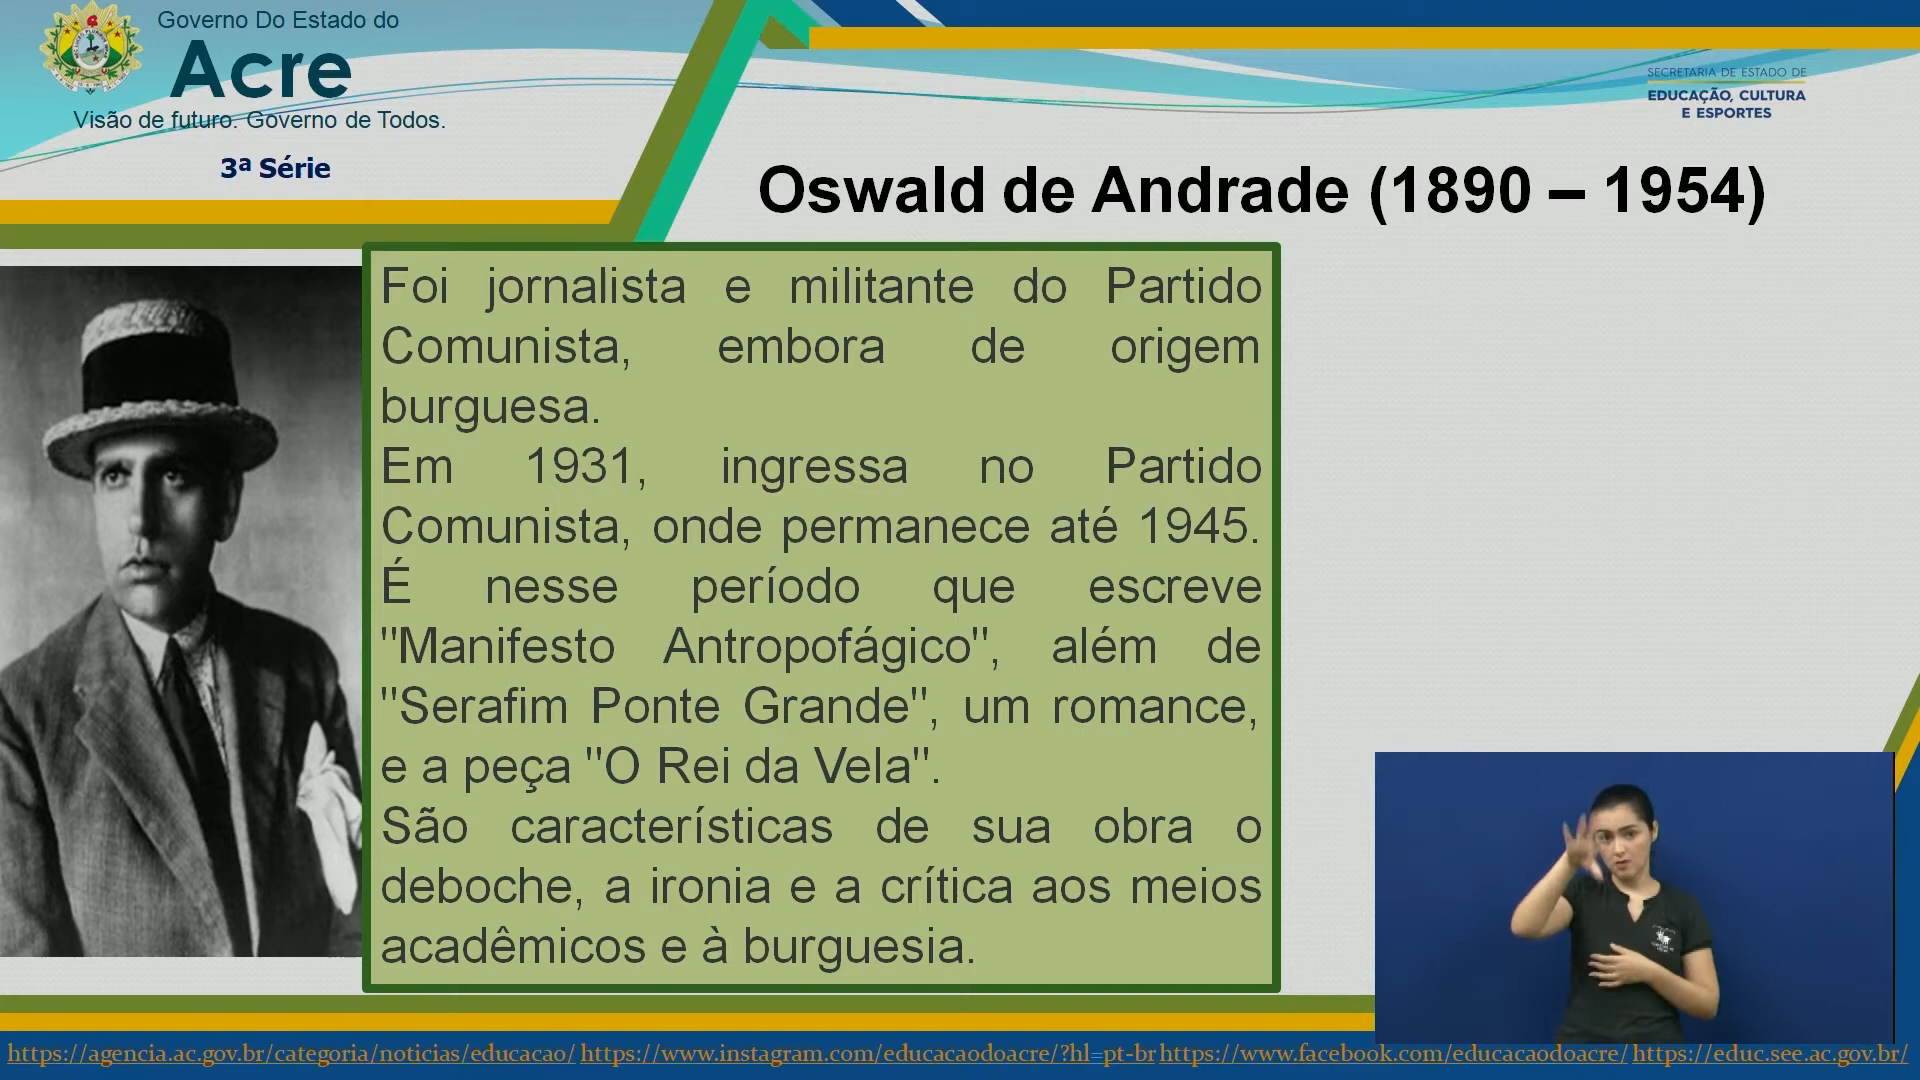 Governo Do Estado do
Acre
Visão de futuro. Governo de Todos.
3ª Série
SECRETARIA DE ESTADO DE
EDUCAÇÃO, CULTURA
E ESPORTES
Oswald de Andrade (1890 – 1954)
Foi jornalista e militante do Partido
Comunista, embora de origem
burguesa.
Em 1931, ingressa no Partido
Comunista, onde permanece até 1945.
É nesse período que escreve
"Manifesto Antropofágico", além de
"Serafim Ponte Grande", um romance,
e a peça "O Rei da Vela".
São características de sua obra o
deboche, a ironia e a crítica aos meios
acadêmicos e à burguesia.
https://agencia.ac.gov.br/categoria/noticias/educacao/ https://www.instagram.com/educacaodoacre/?hl=pt-br https://www.facebook.com/educacaodoacre/ https://educ.see.ac.gov.br/